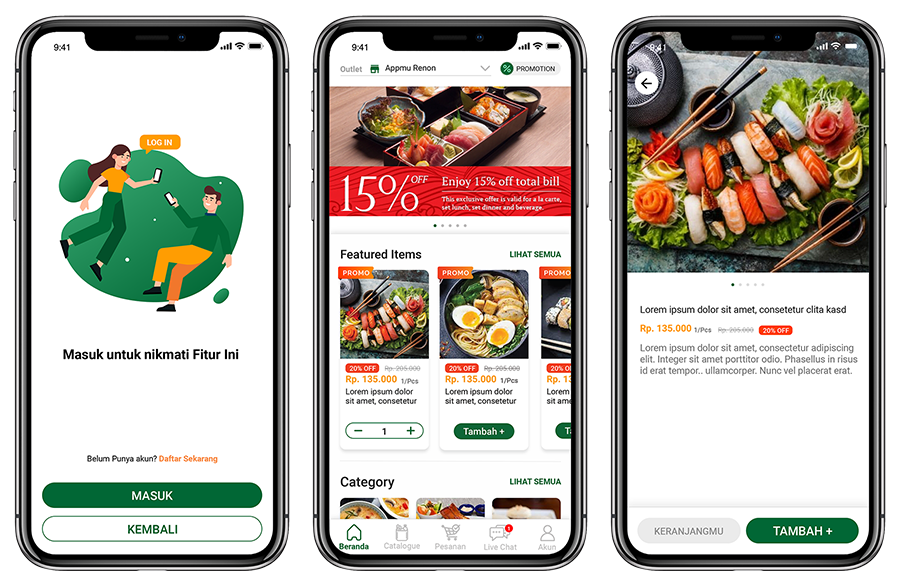 9:41
LOG IN
Masuk untuk nikmati Fitur Ini
Belum Punya akun? Daftar Sekarang
MASUK
KEMBALI
9:41
Outlet Appmu Renon % PROMOTION
15% OFF
Enjoy 15% off total bill
This exclusive offer is valid for a la carte,
set lunch, set dinner and beverage.
Featured Items LIHAT SEMUA
PROMO PROMO PROMO
20% OFF Rp. 205.000 20% OFF Rp. 205.000 20%
Rp. 135.000 1/Pcs Rp. 135.000 1/Pcs Rp.
Lorem ipsum dolor Lorem ipsum dolor Lore
sit amet, consetetur sit amet, consetetur sit a
− 1 + Tambah +
Category LIHAT SEMUA
1
Beranda Catalogue Pesanan Live Chat Akun
9:41
Lorem ipsum dolor sit amet, consetetur clita kasd
Rp. 135.000 1/Pcs Rp. 205.000 20% OFF
Lorem ipsum dolor sit amet, consectetur adipiscing
elit. Integer sit amet porttitor odio. Phasellus in risus
id erat tempor.. ullamcorper. Nunc vel placerat erat.
KERANJANGMU TAMBAH +